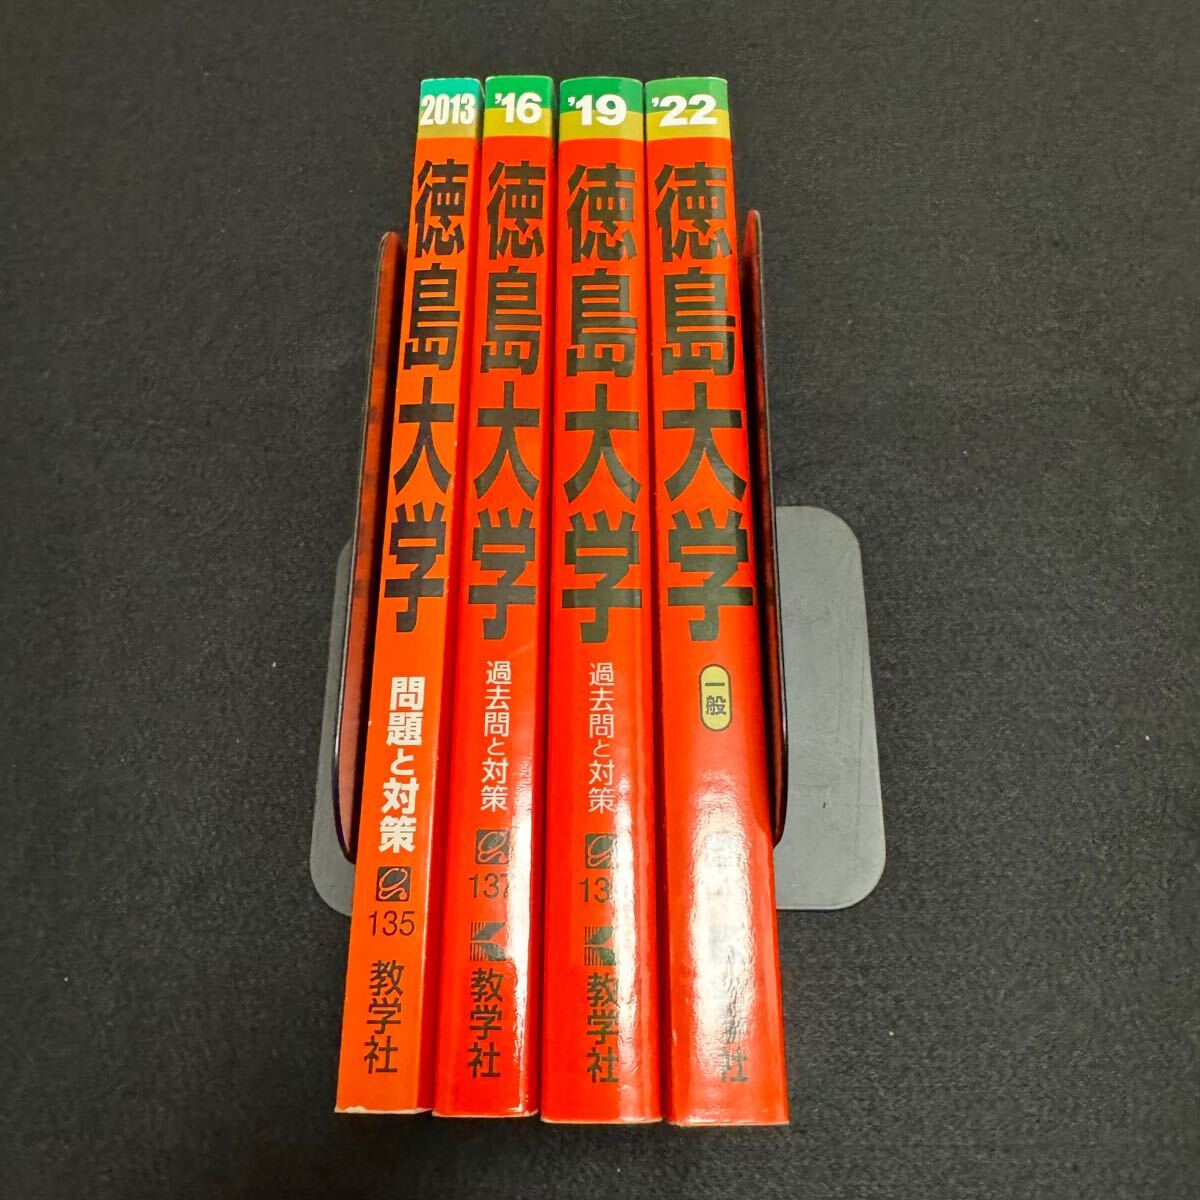 2013
徳島大学
問題と対策
135
教学社
'16
徳島大学
過去問と対策
137
教学社
'19
徳島大学
過去問と対策
教学社
'22
徳島大学
一般